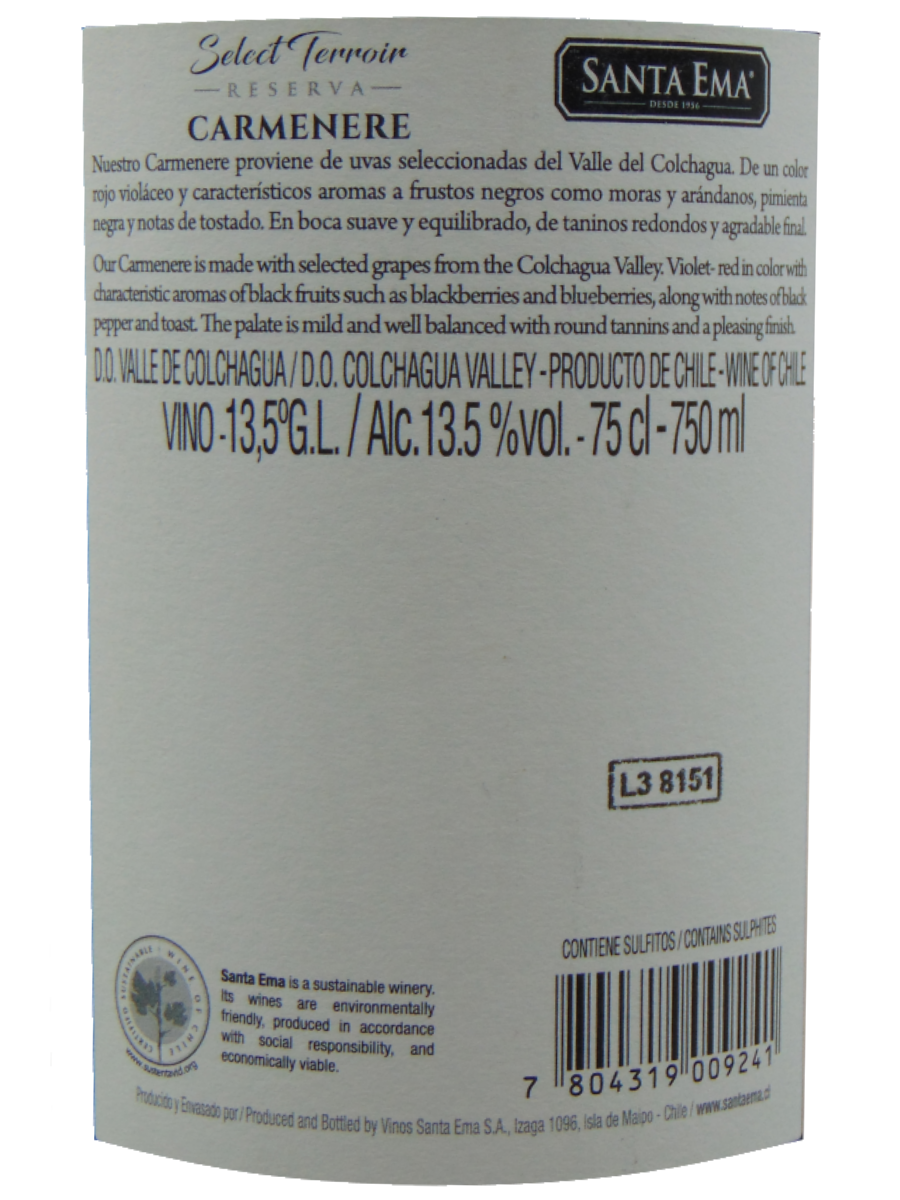 Select Terroir
RESERVA
CARMENERE
SANTA EMA®
DESDE 1956
Nuestro Carmenere proviene de uvas seleccionadas del Valle del Colchagua. De un color
rojo violáceo y característicos aromas a frustos negros como moras y arándanos, pimienta
negra y notas de tostado. En boca suave y equilibrado, de taninos redondos y agradable final.
Our Carmenere is made with selected grapes from the Colchagua Valley. Violet- red in color with
characteristic aromas of black fruits such as blackberries and blueberries, along with notes of black
pepper and toast. The palate is mild and well balanced with round tannins and a pleasing finish.
D.O. VALLE DE COLCHAGUA / D.O. COLCHAGUA VALLEY - PRODUCTO DE CHILE - WINE OF CHILE
VINO - 13,5ºG.L. / Alc. 13.5 %vol. - 75 cl - 750 ml
L3 8151
CONTIENE SULFITOS / CONTAINS SULPHITES
CERTIFIED SUSTAINABLE · WINE OF CHILE
www.sustentavid.org
Santa Ema is a sustainable winery.
Its wines are environmentally
friendly, produced in accordance
with social responsibility, and
economically viable.
7 804319 009241
Producido y Envasado por / Produced and Bottled by Vinos Santa Ema S.A., Izaga 1096, Isla de Maipo - Chile / www.santaema.cl